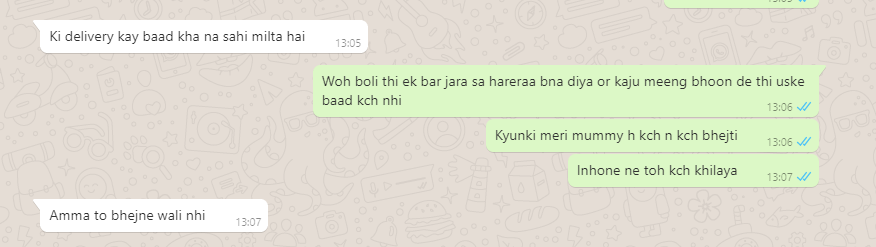 Ki delivery kay baad kha na sahi milta hai
13:05
Woh boli thi ek bar jara sa hareraa bna diya or kaju meeng bhoon de thi uske
baad kch nhi
13:06
Kyunki meri mummy h kch n kch bhejti
13:06
Inhone ne toh kch khilaya
13:07
Amma to bhejne wali nhi
13:07